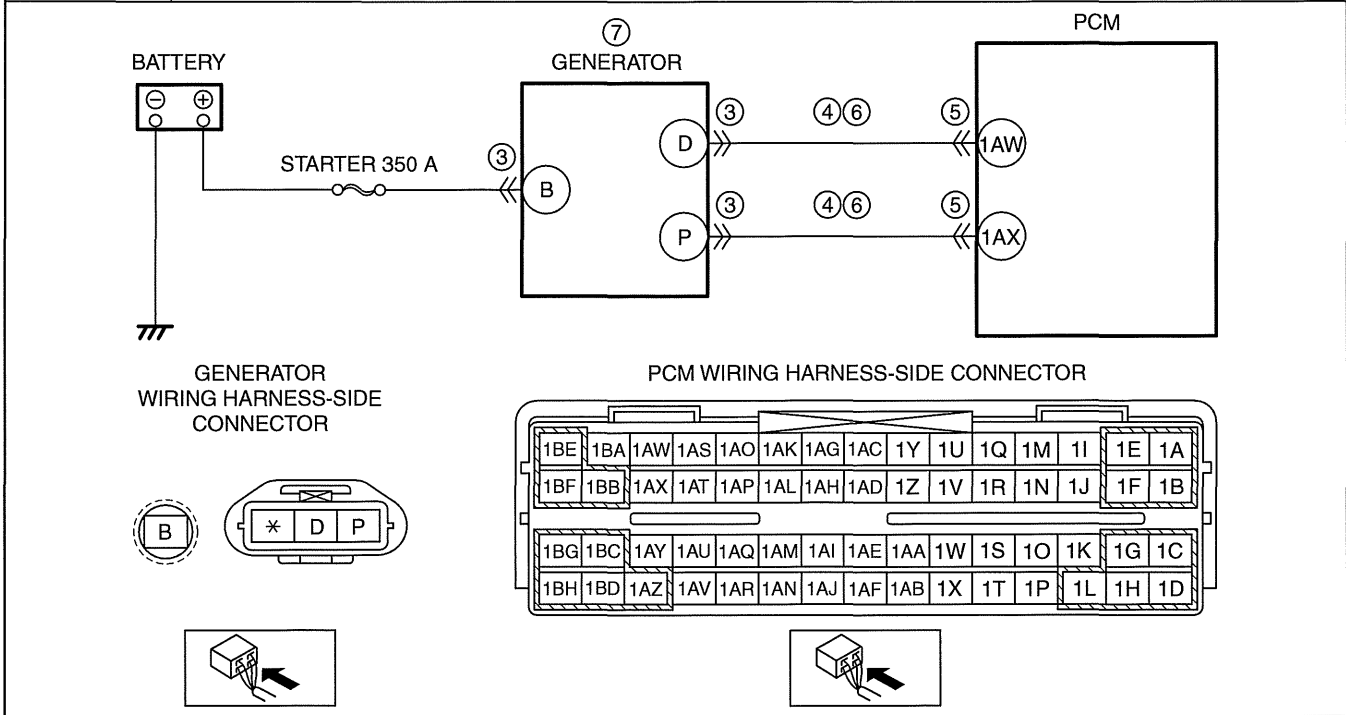 PCM
⑦
BATTERY
GENERATOR
⊖ ⊕
③ ④⑥ ⑤
D 1AW
STARTER 350 A
③
B
③ ④⑥ ⑤
P 1AX
GENERATOR
WIRING HARNESS-SIDE
CONNECTOR
* D P
B
PCM WIRING HARNESS-SIDE CONNECTOR
1BE 1BA 1AW 1AS 1AO 1AK 1AG 1AC 1Y 1U 1Q 1M 1I 1E 1A
1BF 1BB 1AX 1AT 1AP 1AL 1AH 1AD 1Z 1V 1R 1N 1J 1F 1B
1BG 1BC 1AY 1AU 1AQ 1AM 1AI 1AE 1AA 1W 1S 1O 1K 1G 1C
1BH 1BD 1AZ 1AV 1AR 1AN 1AJ 1AF 1AB 1X 1T 1P 1L 1H 1D